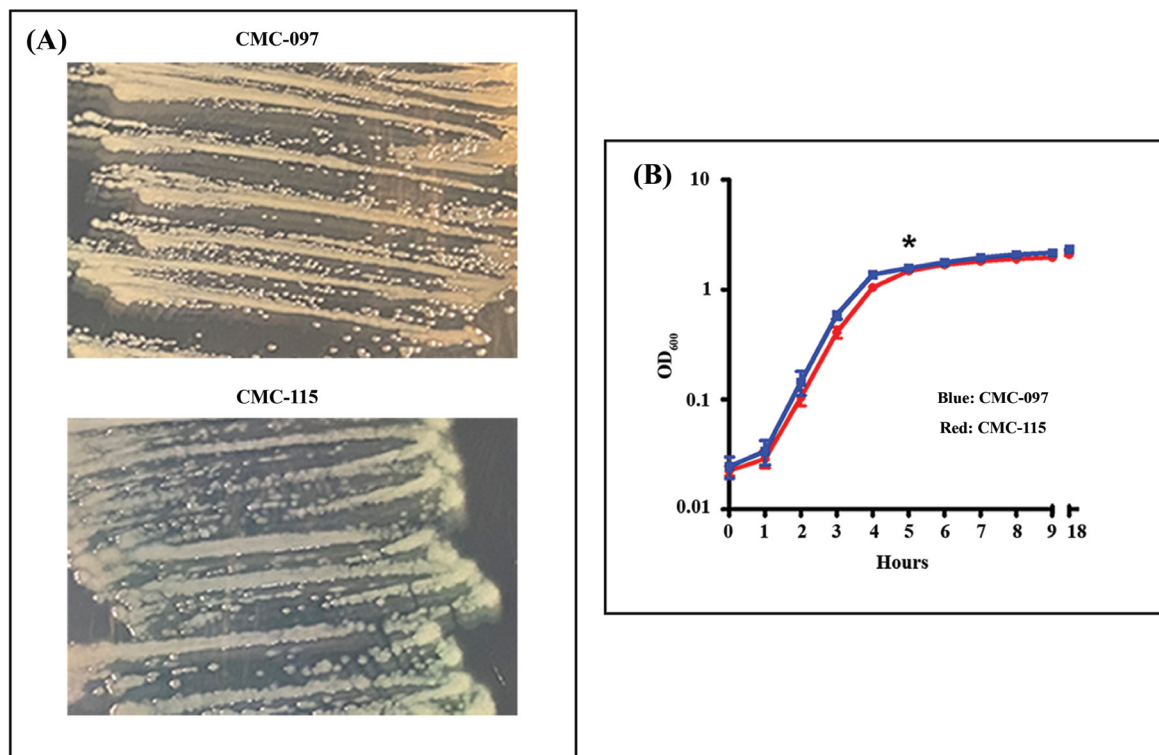 (A)
CMC-097
CMC-115
(B)
10
1
0.1
0.01
OD600
*
Blue: CMC-097
Red: CMC-115
0 1 2 3 4 5 6 7 8 9 18
Hours